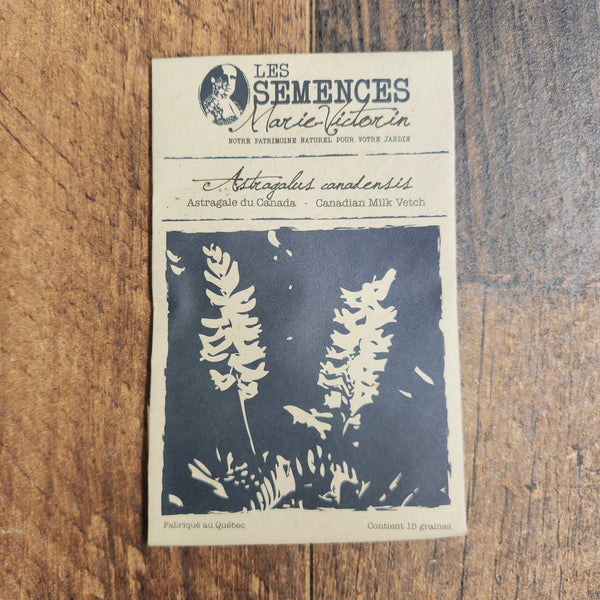 LES
SEMENCES
Marie-Victorin
NOTRE PATRIMOINE NATUREL POUR VOTRE JARDIN
Astragalus canadensis
Astragale du Canada - Canadian Milk Vetch
Fabriqué au Québec Contient 15 graines